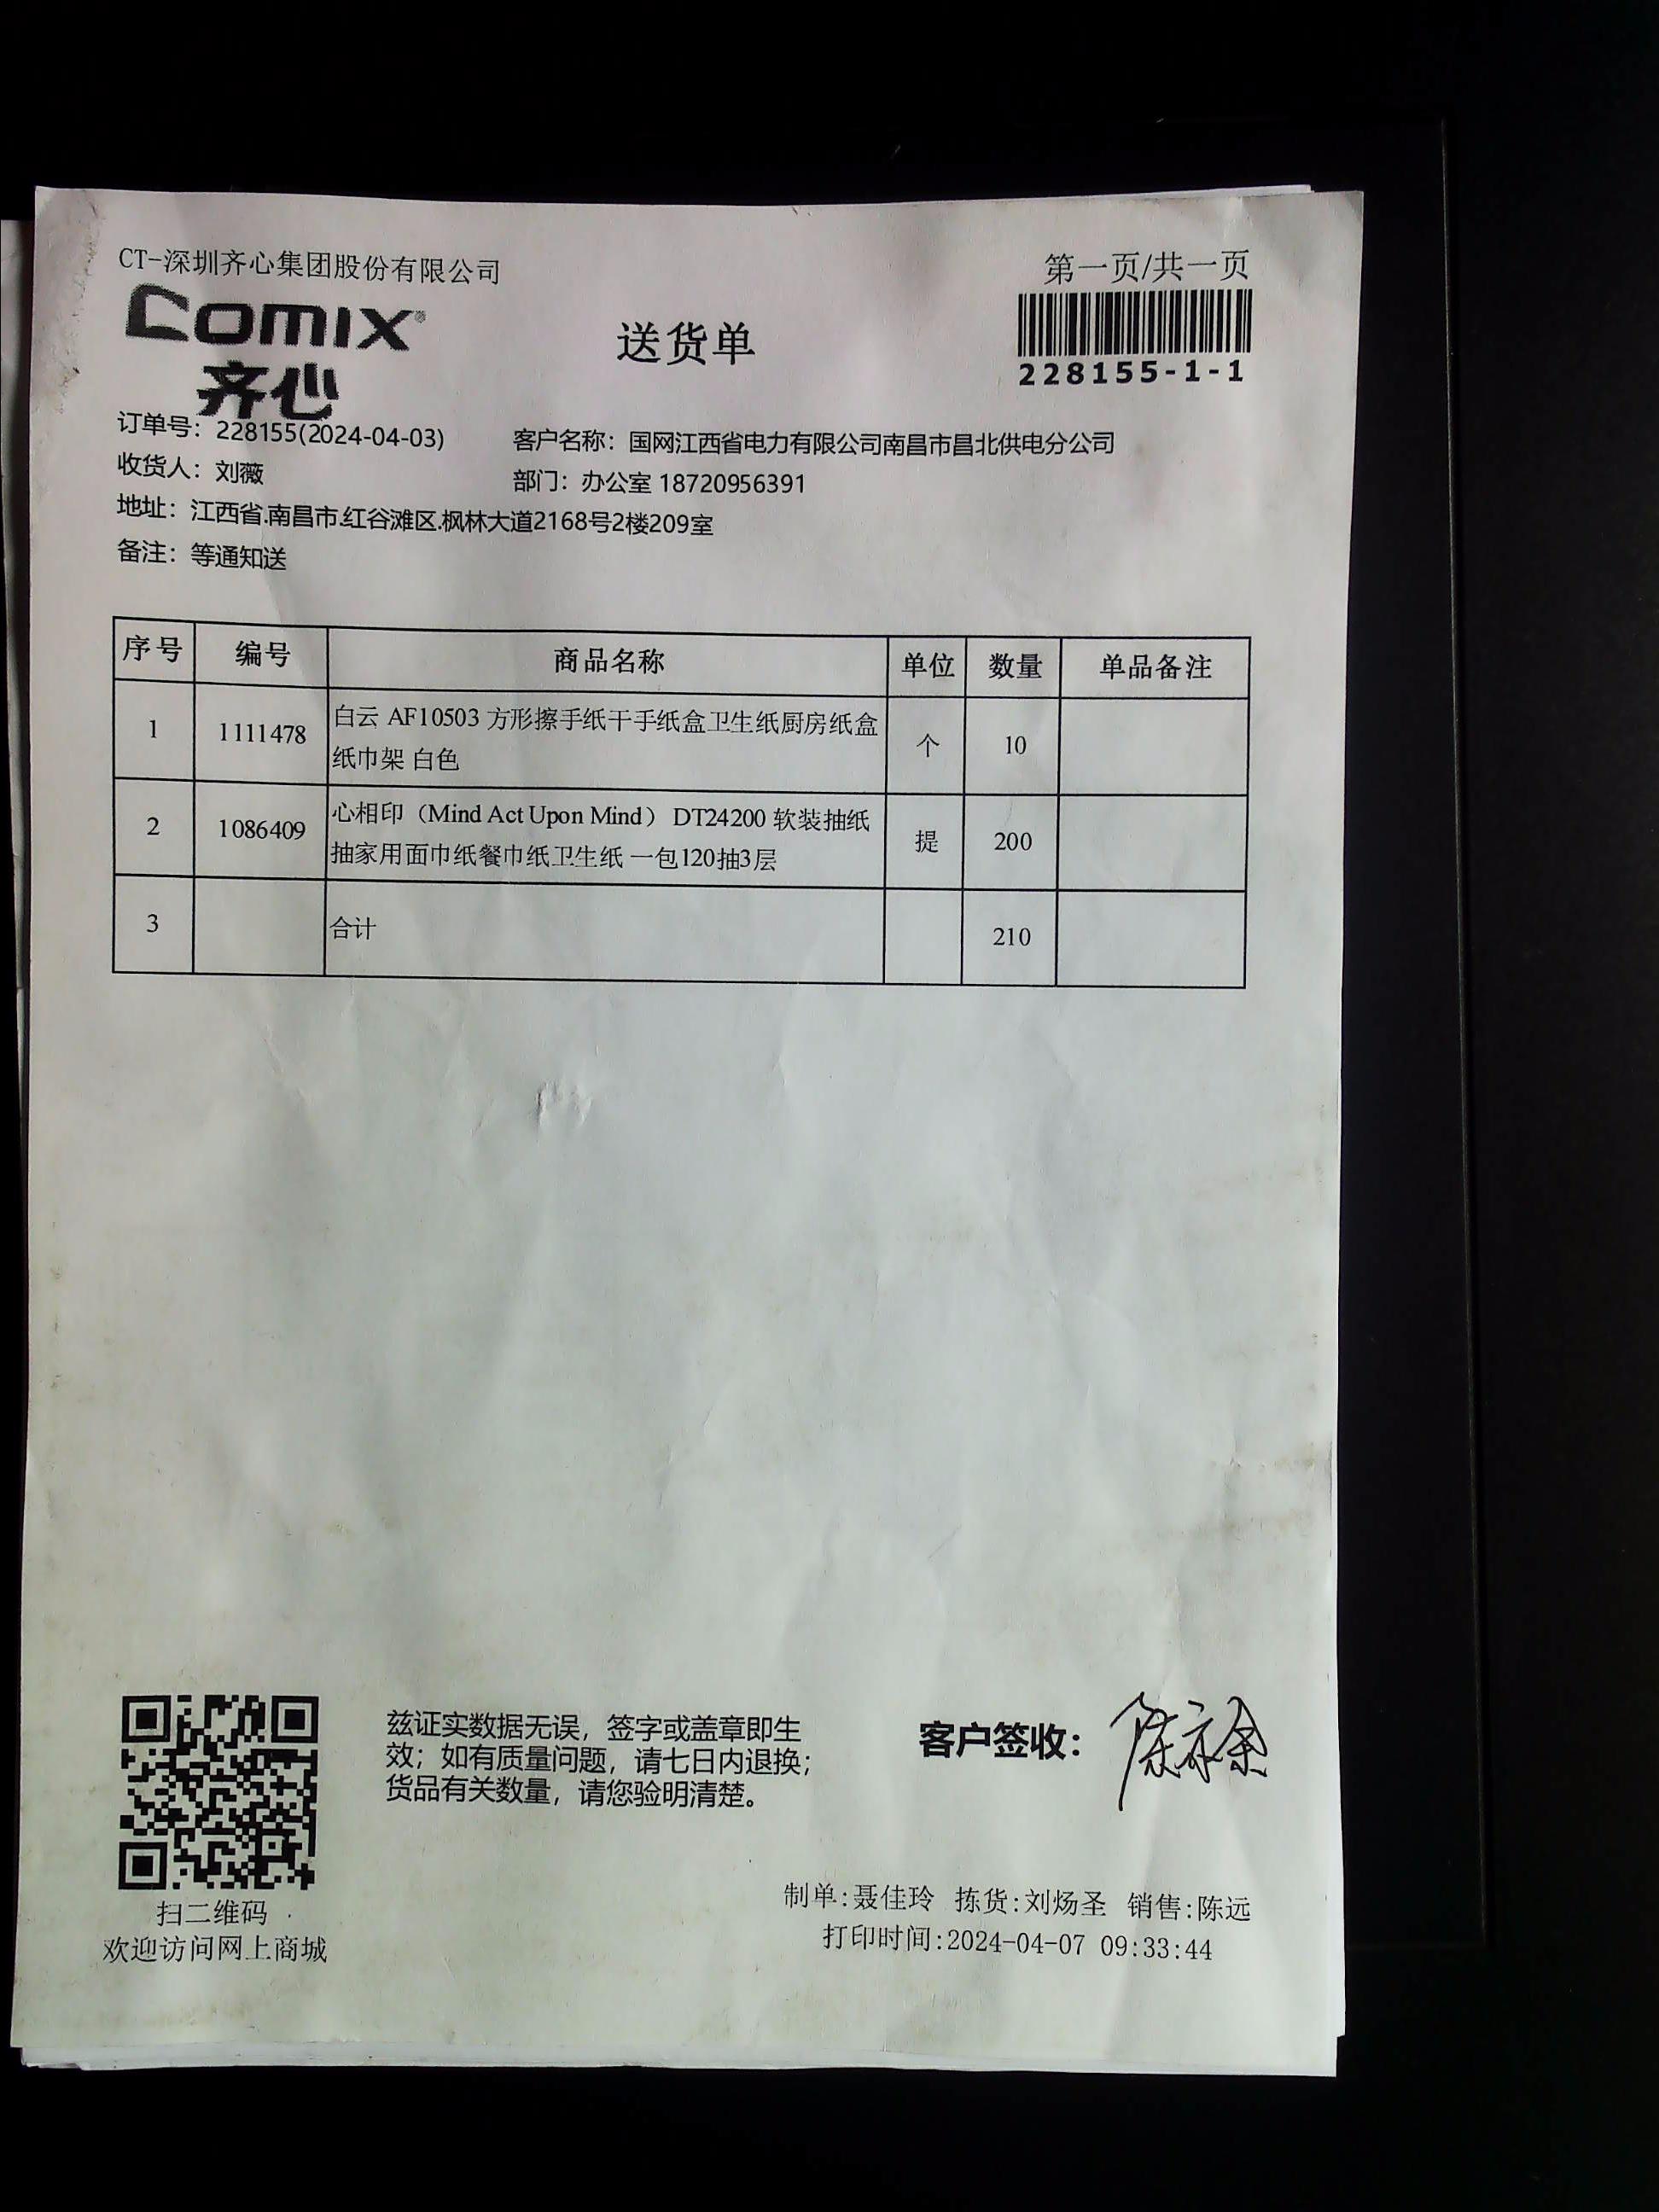 CT-深圳齐心集团股份有限公司
第一页/共一页
COMIX®
齐心
送货单
228155-1-1
订单号：228155(2024-04-03)
客户名称：国网江西省电力有限公司南昌市昌北供电分公司
收货人：刘薇
部门：办公室 18720956391
地址：江西省.南昌市.红谷滩区.枫林大道2168号2楼209室
备注：等通知送
序号 编号 商品名称 单位 数量 单品备注
1 1111478 白云 AF10503 方形擦手纸干手纸盒卫生纸厨房纸盒 个 10
纸巾架 白色
2 1086409 心相印（Mind Act Upon Mind） DT24200 软装抽纸 提 200
抽家用面巾纸餐巾纸卫生纸 一包120抽3层
3 合计 210
兹证实数据无误，签字或盖章即生
效；如有质量问题，请七日内退换；
货品有关数量，请您验明清楚。
客户签收：
扫二维码
欢迎访问网上商城
制单:聂佳玲 拣货:刘炀圣 销售:陈远
打印时间:2024-04-07 09:33:44